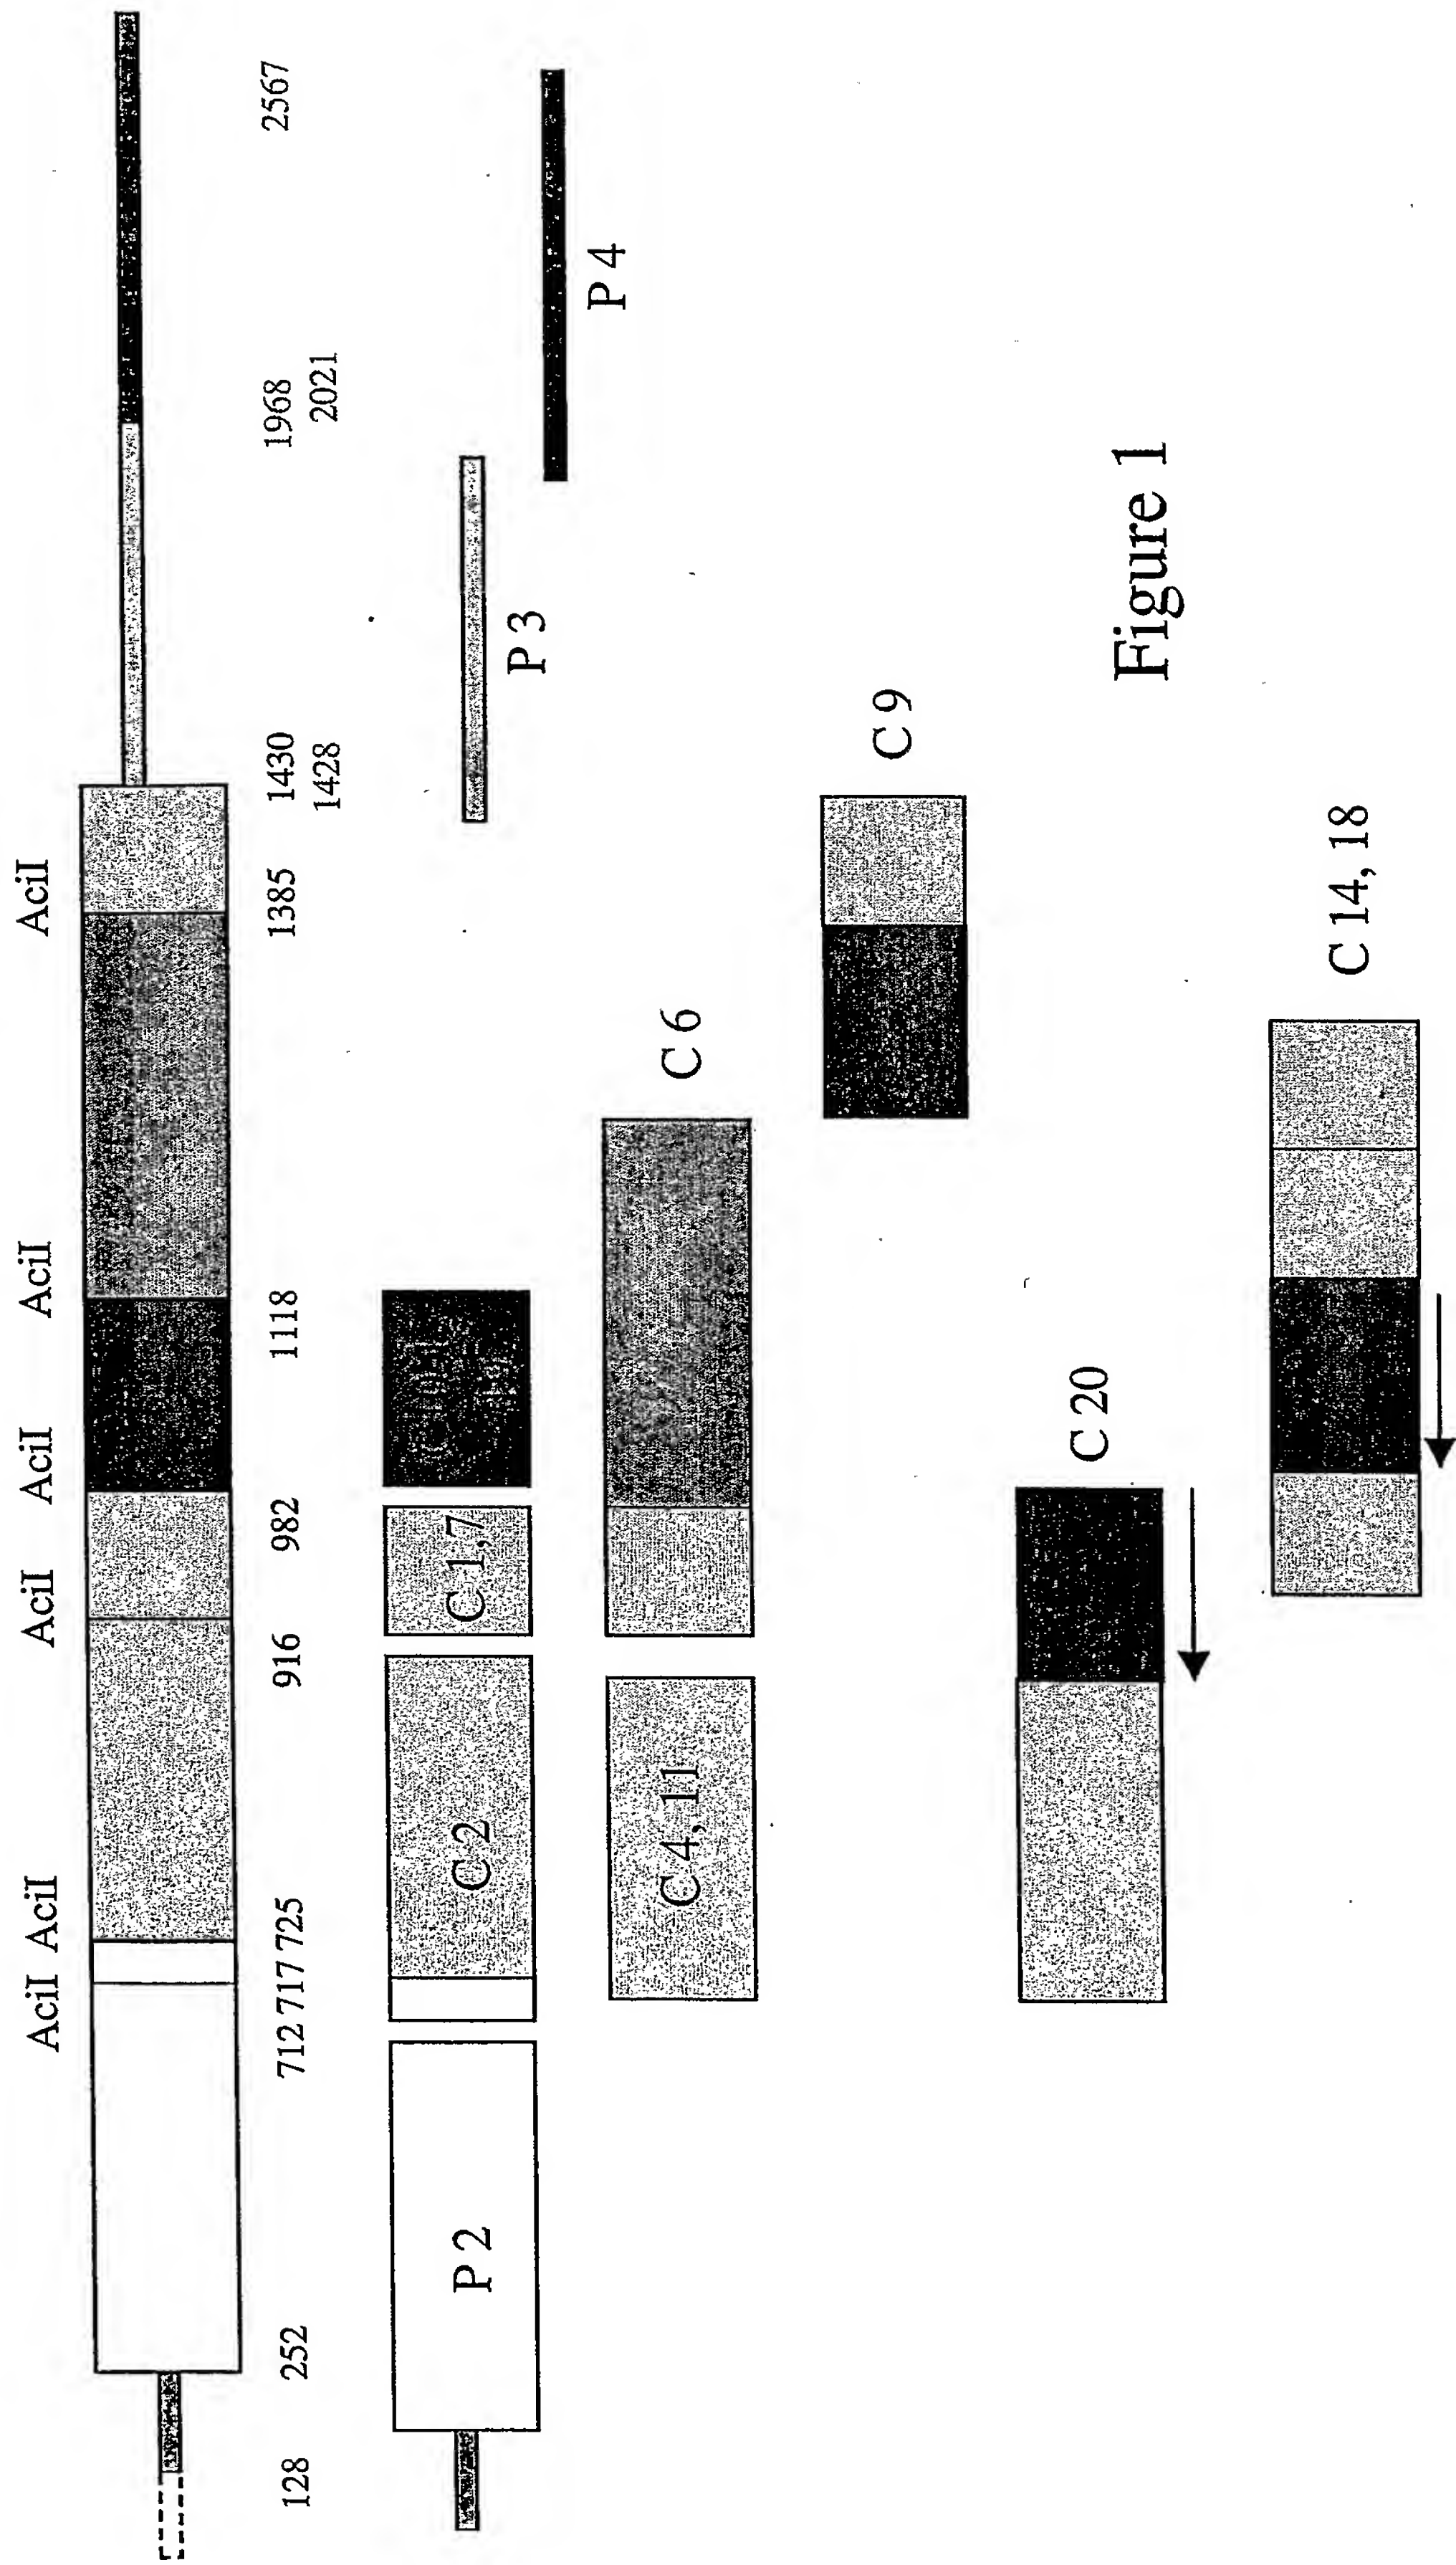 AciI AciI AciI AciI AciI AciI
128 252 712 717 725 916 982 1118 1385 1430 1968 2567
1428 2021
P 2 C 2 C 1,7
P 3
P 4
C 4, 11 C 6
C 9
C 20
C 14, 18
Figure 1